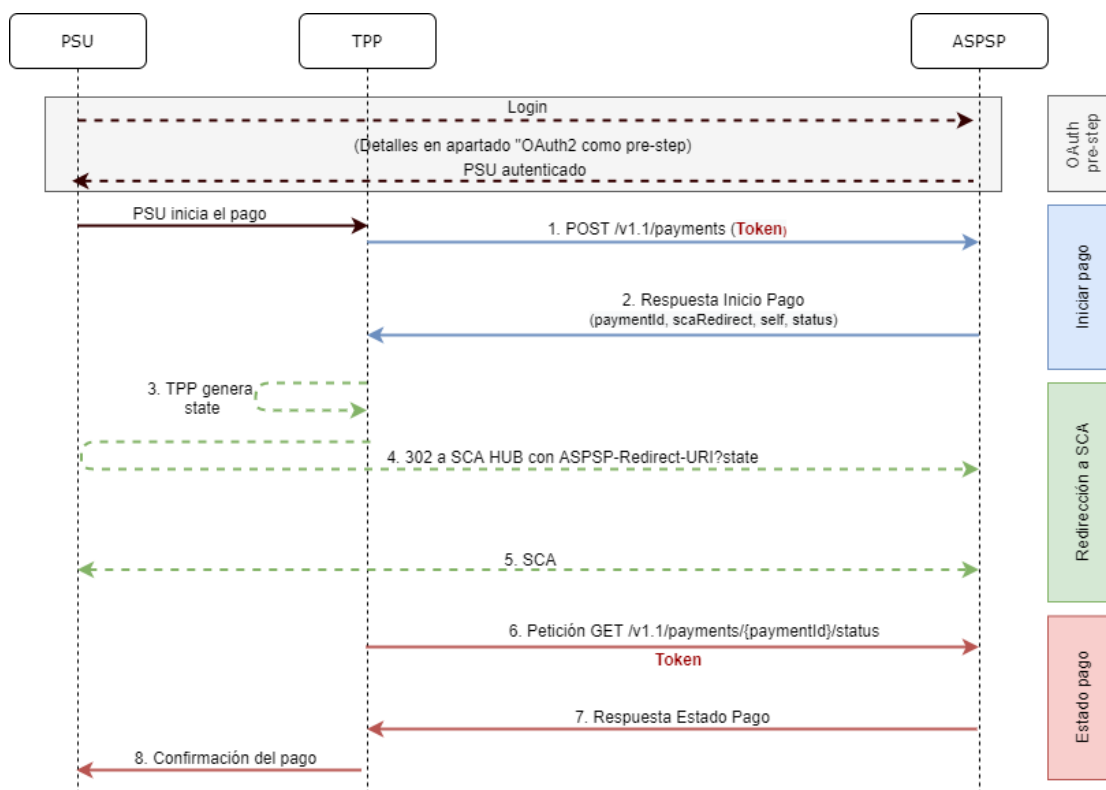 PSU
TPP
ASPSP
Login
(Detalles en apartado "OAuth2 como pre-step)
PSU autenticado
OAuth
pre-step
PSU inicia el pago
1. POST /v1.1/payments (Token)
2. Respuesta Inicio Pago
(paymentId, scaRedirect, self, status)
Iniciar pago
3. TPP genera
state
4. 302 a SCA HUB con ASPSP-Redirect-URI?state
5. SCA
Redirección a SCA
6. Petición GET /v1.1/payments/{paymentId}/status
Token
7. Respuesta Estado Pago
8. Confirmación del pago
Estado pago